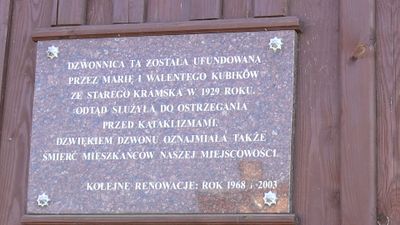 DZWONNICA TA ZOSTAŁA UFUNDOWANA
PRZEZ MARIĘ I WALENTEGO KUBIKÓW
ZE STAREGO KRAMSKA W 1929 ROKU.
ODTĄD SŁUŻYŁA DO OSTRZEGANIA
PRZED KATAKLIZMAMI.
DŹWIĘKIEM DZWONU OZNAJMIAŁA TAKŻE
ŚMIERĆ MIESZKAŃCÓW NASZEJ MIEJSCOWOŚCI.
KOLEJNE RENOWACJE: ROK 1968 i 2003